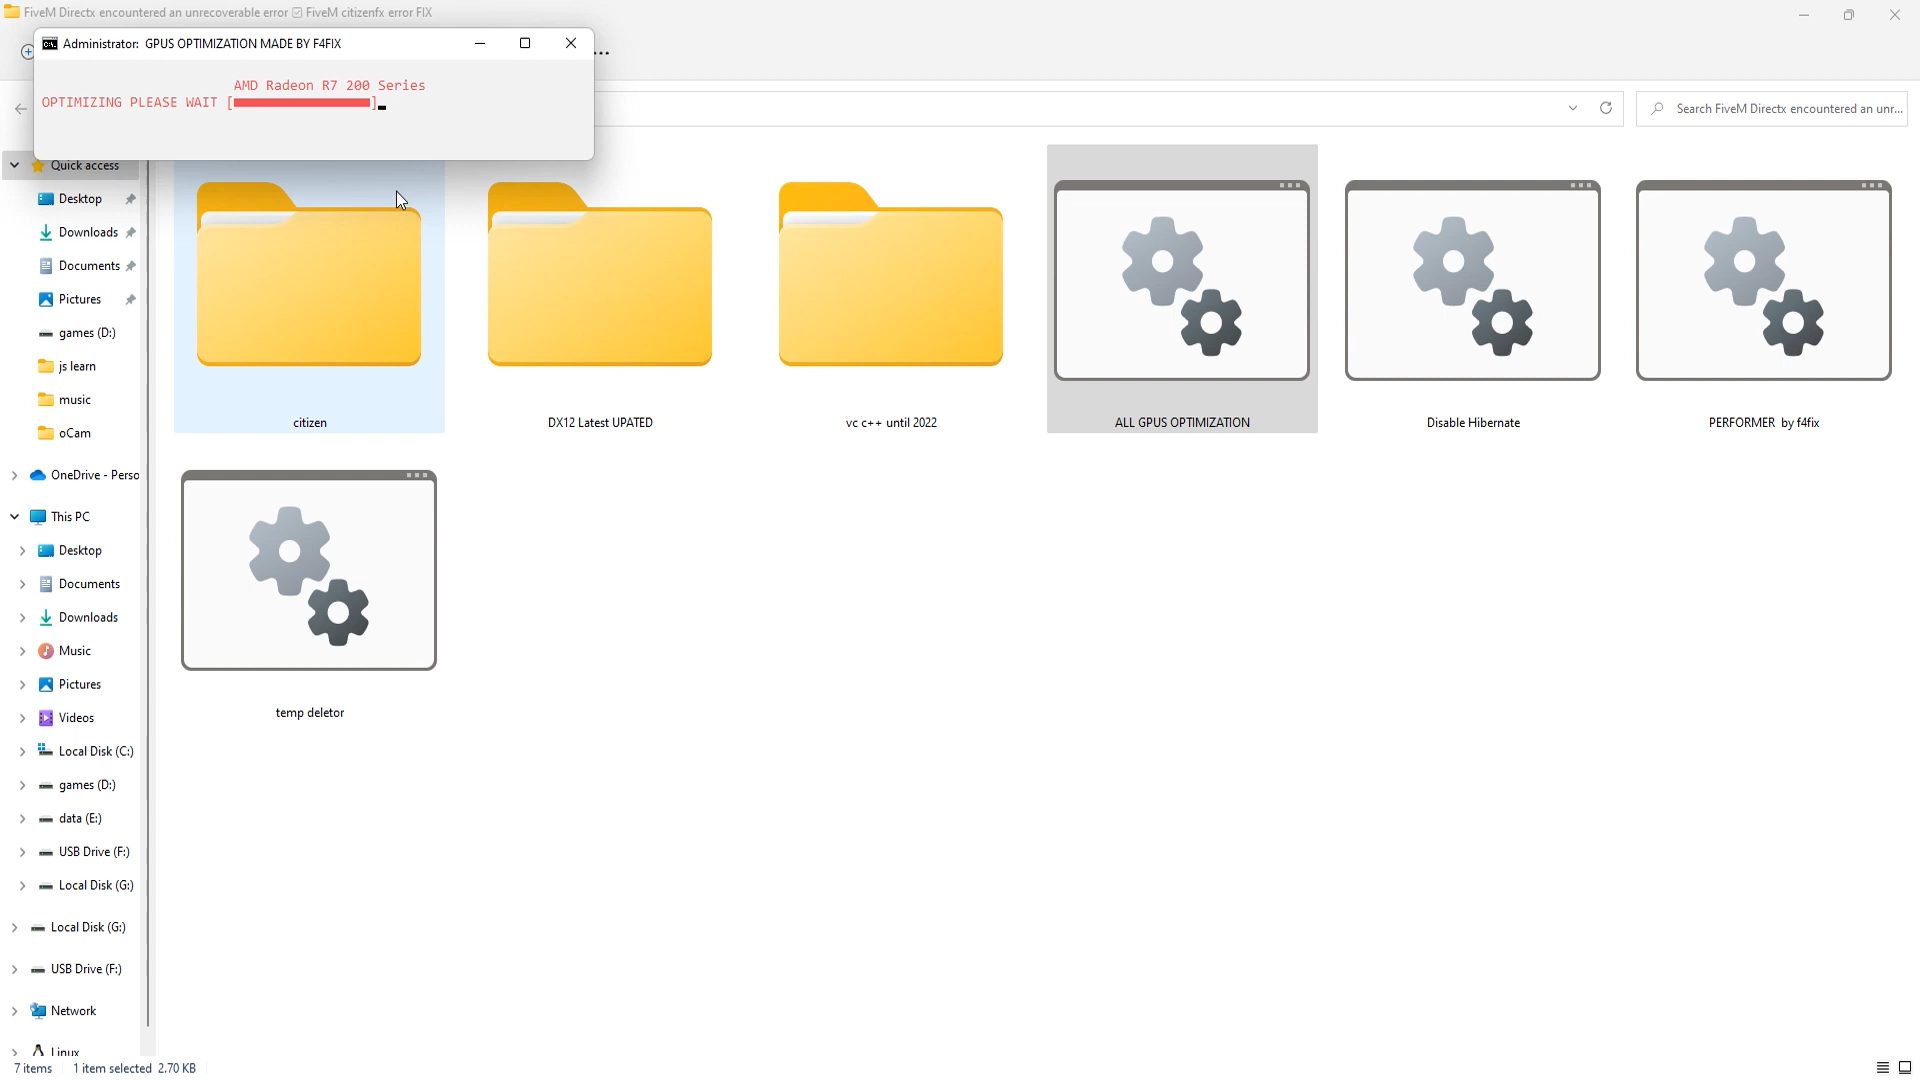 FiveM Directx encountered an unrecoverable error ☑ FiveM citizenfx error FIX
Administrator: GPUS OPTIMIZATION MADE BY F4FIX
AMD Radeon R7 200 Series
OPTIMIZING PLEASE WAIT [ ]
Search FiveM Directx encountered an unr...
Quick access
Desktop
Downloads
Documents
Pictures
games (D:)
js learn
music
oCam
OneDrive - Perso
This PC
Desktop
Documents
Downloads
Music
Pictures
Videos
Local Disk (C:)
games (D:)
data (E:)
USB Drive (F:)
Local Disk (G:)
Local Disk (G:)
USB Drive (F:)
Network
Linux
citizen
DX12 Latest UPATED
vc c++ until 2022
ALL GPUS OPTIMIZATION
Disable Hibernate
PERFORMER by f4fix
temp deletor
7 items
1 item selected 2.70 KB